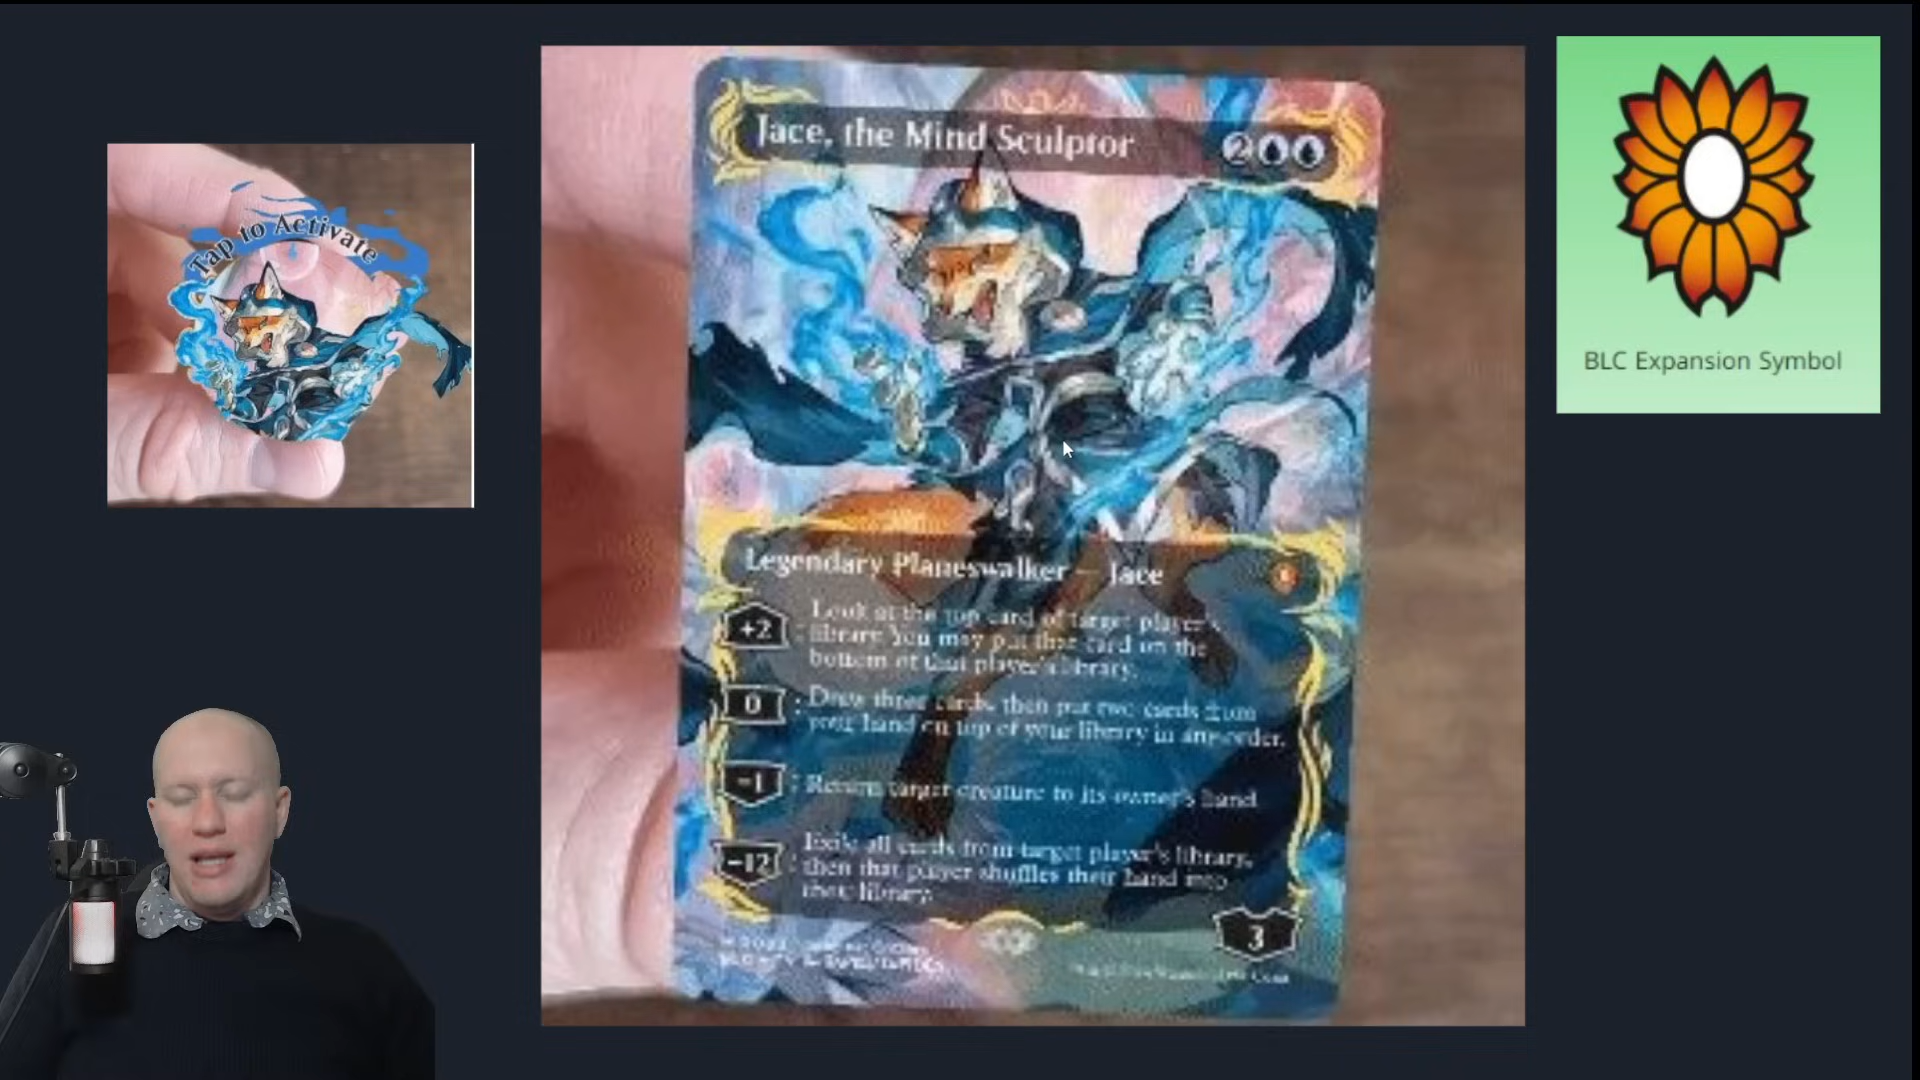 Tap to Activate
Jace, the Mind Sculptor
2
Legendary Planeswalker — Jace
+2 : Look at the top card of target player's
library. You may put that card on the
bottom of that player's library.
0 : Draw three cards, then put two cards from
your hand on top of your library in any order.
−1 : Return target creature to its owner's hand.
−12 : Exile all cards from target player's library,
then that player shuffles their hand into
their library.
3
BLC Expansion Symbol